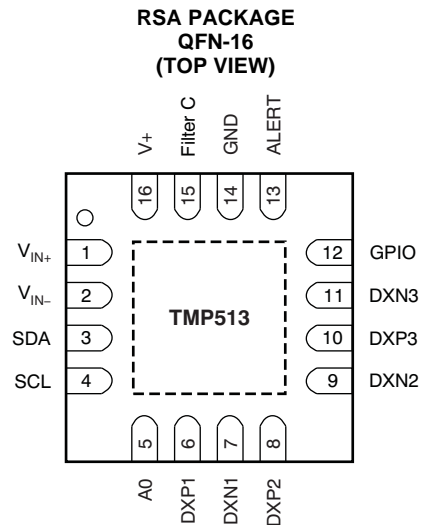 RSA PACKAGE
QFN-16
(TOP VIEW)
V+
Filter C
GND
ALERT
16
15
14
13
VIN+ 1
12 GPIO
VIN– 2
11 DXN3
TMP513
SDA 3
10 DXP3
SCL 4
9 DXN2
5
6
7
8
A0
DXP1
DXN1
DXP2